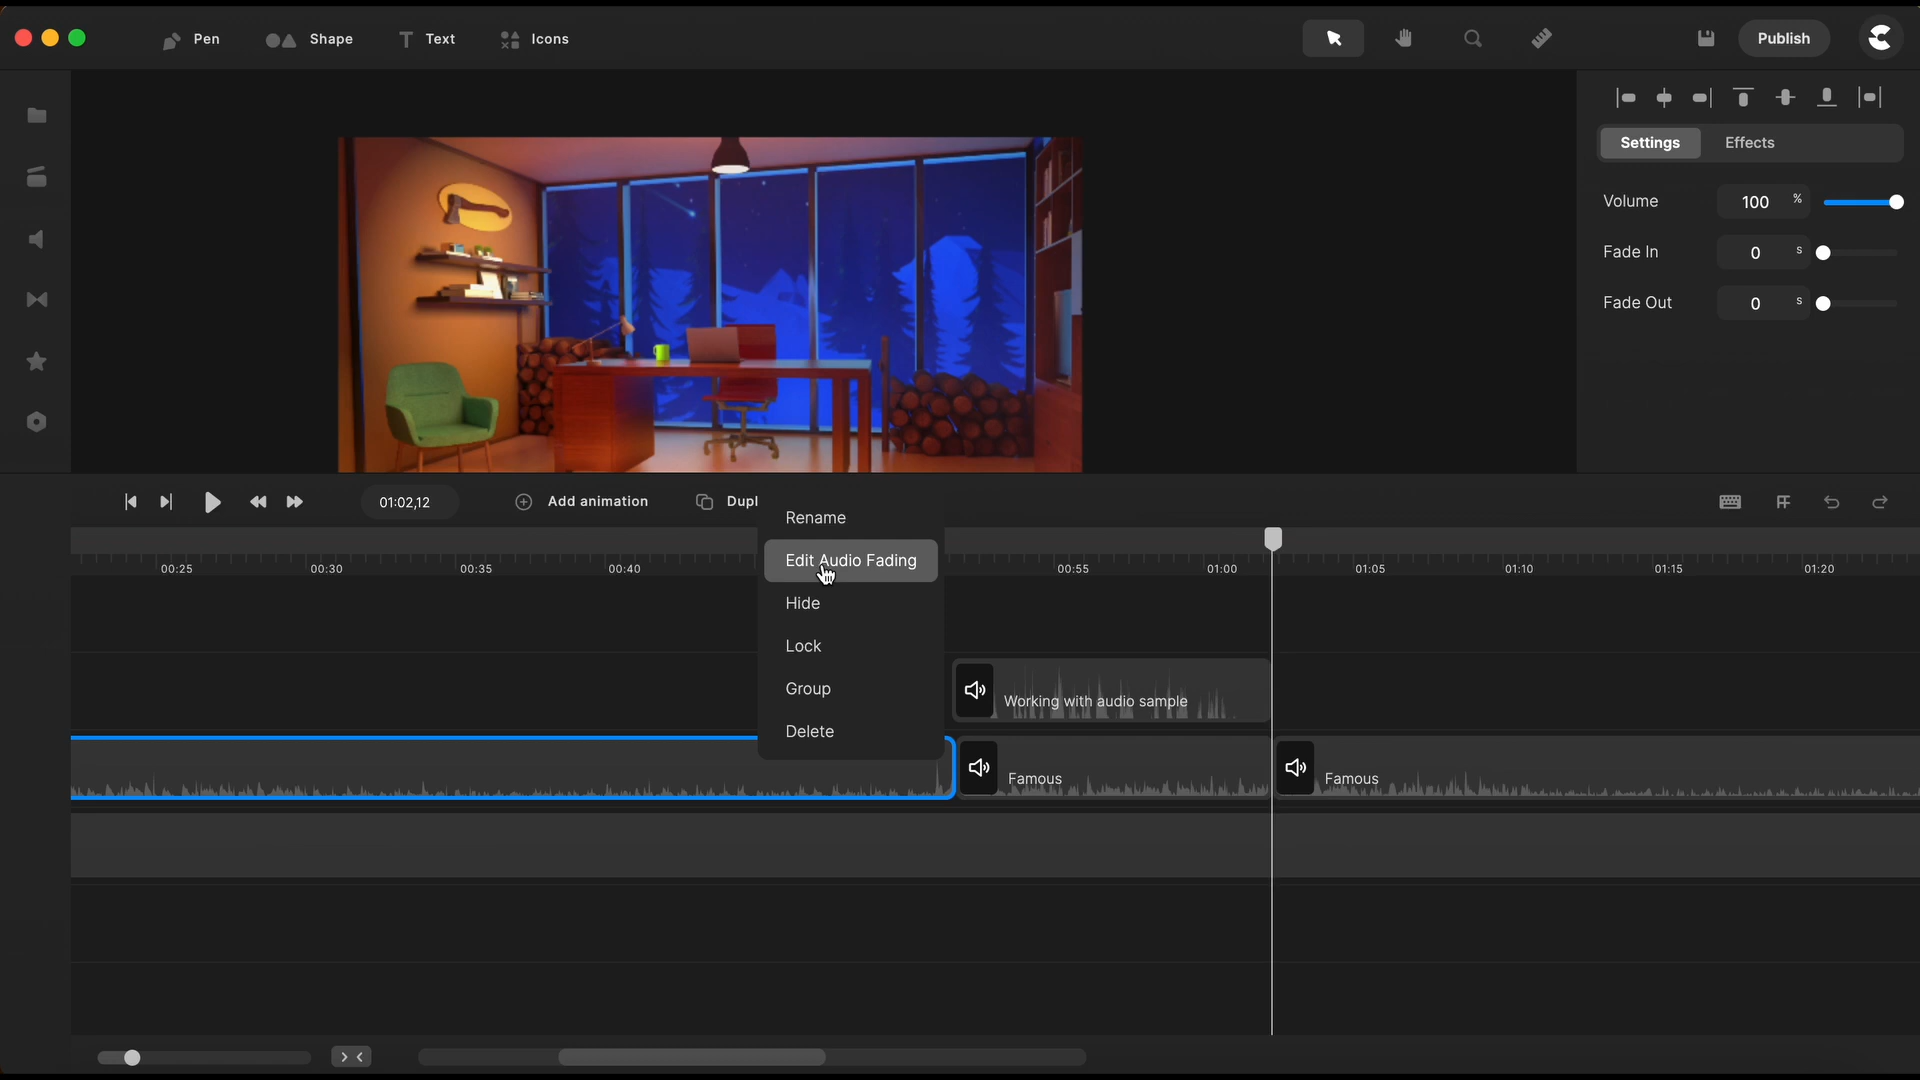 Pen Shape Text Icons Publish
Settings Effects
Volume 100 %
Fade In 0 s
Fade Out 0 s
01:02,12 Add animation Dupl
Rename
Edit Audio Fading
Hide
Lock
Group
Delete
00:25 00:30 00:35 00:40 00:55 01:00 01:05 01:10 01:15 01:20
Working with audio sample
Famous Famous